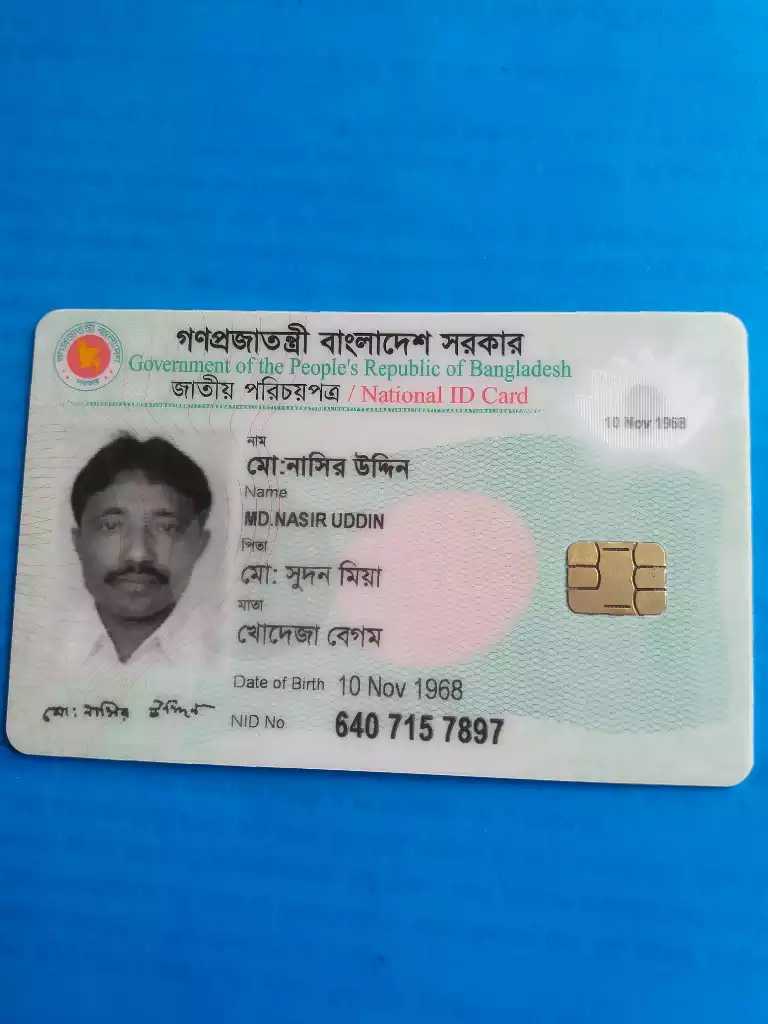 গণপ্রজাতন্ত্রী বাংলাদেশ সরকার
Government of the People's Republic of Bangladesh
জাতীয় পরিচয়পত্র / National ID Card
10 Nov 1968
নাম
মো:নাসির উদ্দিন
Name
MD.NASIR UDDIN
পিতা
মো: সুদন মিয়া
মাতা
খোদেজা বেগম
Date of Birth 10 Nov 1968
মো: নাসির উদ্দিন
NID No 640 715 7897